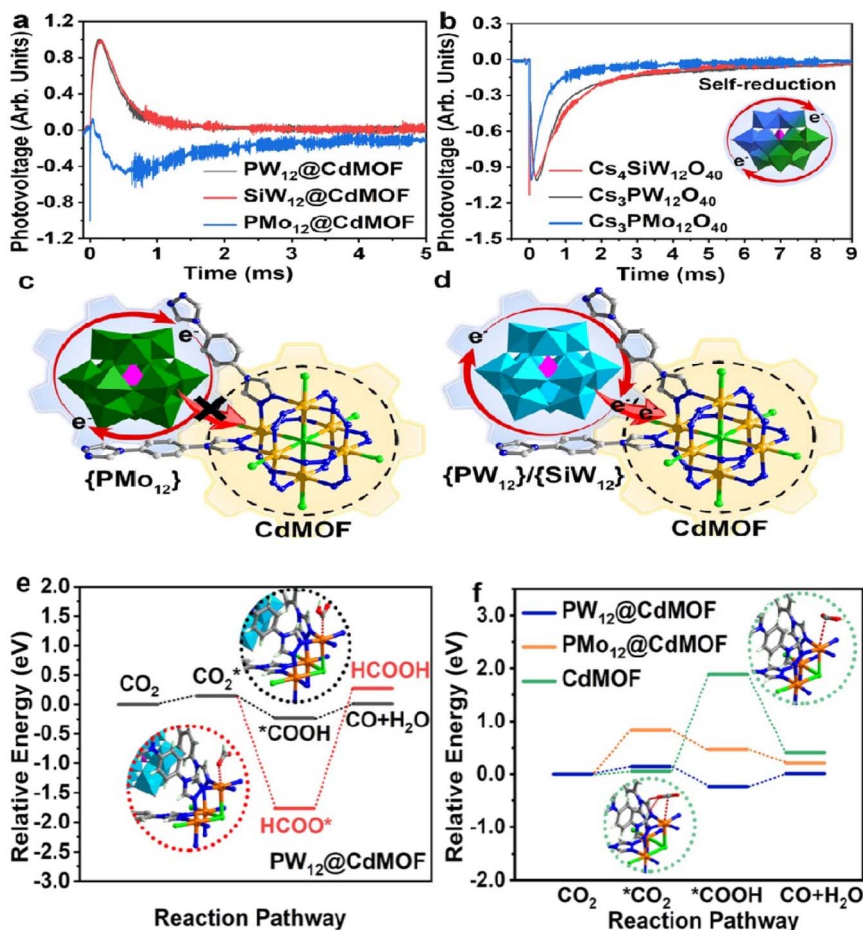 a
Photovoltage (Arb. Units)
1.2
0.8
0.4
0.0
-0.4
-0.8
-1.2
PW₁₂@CdMOF
SiW₁₂@CdMOF
PMo₁₂@CdMOF
0 1 2 3 4 5
Time (ms)
b
Photovoltage (Arb. Units)
0.0
-0.3
-0.6
-0.9
-1.2
-1.5
Self-reduction
e⁻
e⁻
Cs₄SiW₁₂O₄₀
Cs₃PW₁₂O₄₀
Cs₃PMo₁₂O₄₀
0 1 2 3 4 5 6 7 8 9
Time (ms)
c
e⁻
e⁻
{PMo₁₂}
CdMOF
d
e⁻
e⁻
e⁻
{PW₁₂}/{SiW₁₂}
CdMOF
e
Relative Energy (eV)
2.0
1.5
1.0
0.5
0.0
-0.5
-1.0
-1.5
-2.0
-2.5
-3.0
CO₂
CO₂*
*COOH
HCOOH
CO+H₂O
HCOO*
PW₁₂@CdMOF
Reaction Pathway
f
Relative Energy (eV)
3.0
2.0
1.0
0.0
-1.0
-2.0
PW₁₂@CdMOF
PMo₁₂@CdMOF
CdMOF
CO₂ *CO₂ *COOH CO+H₂O
Reaction Pathway